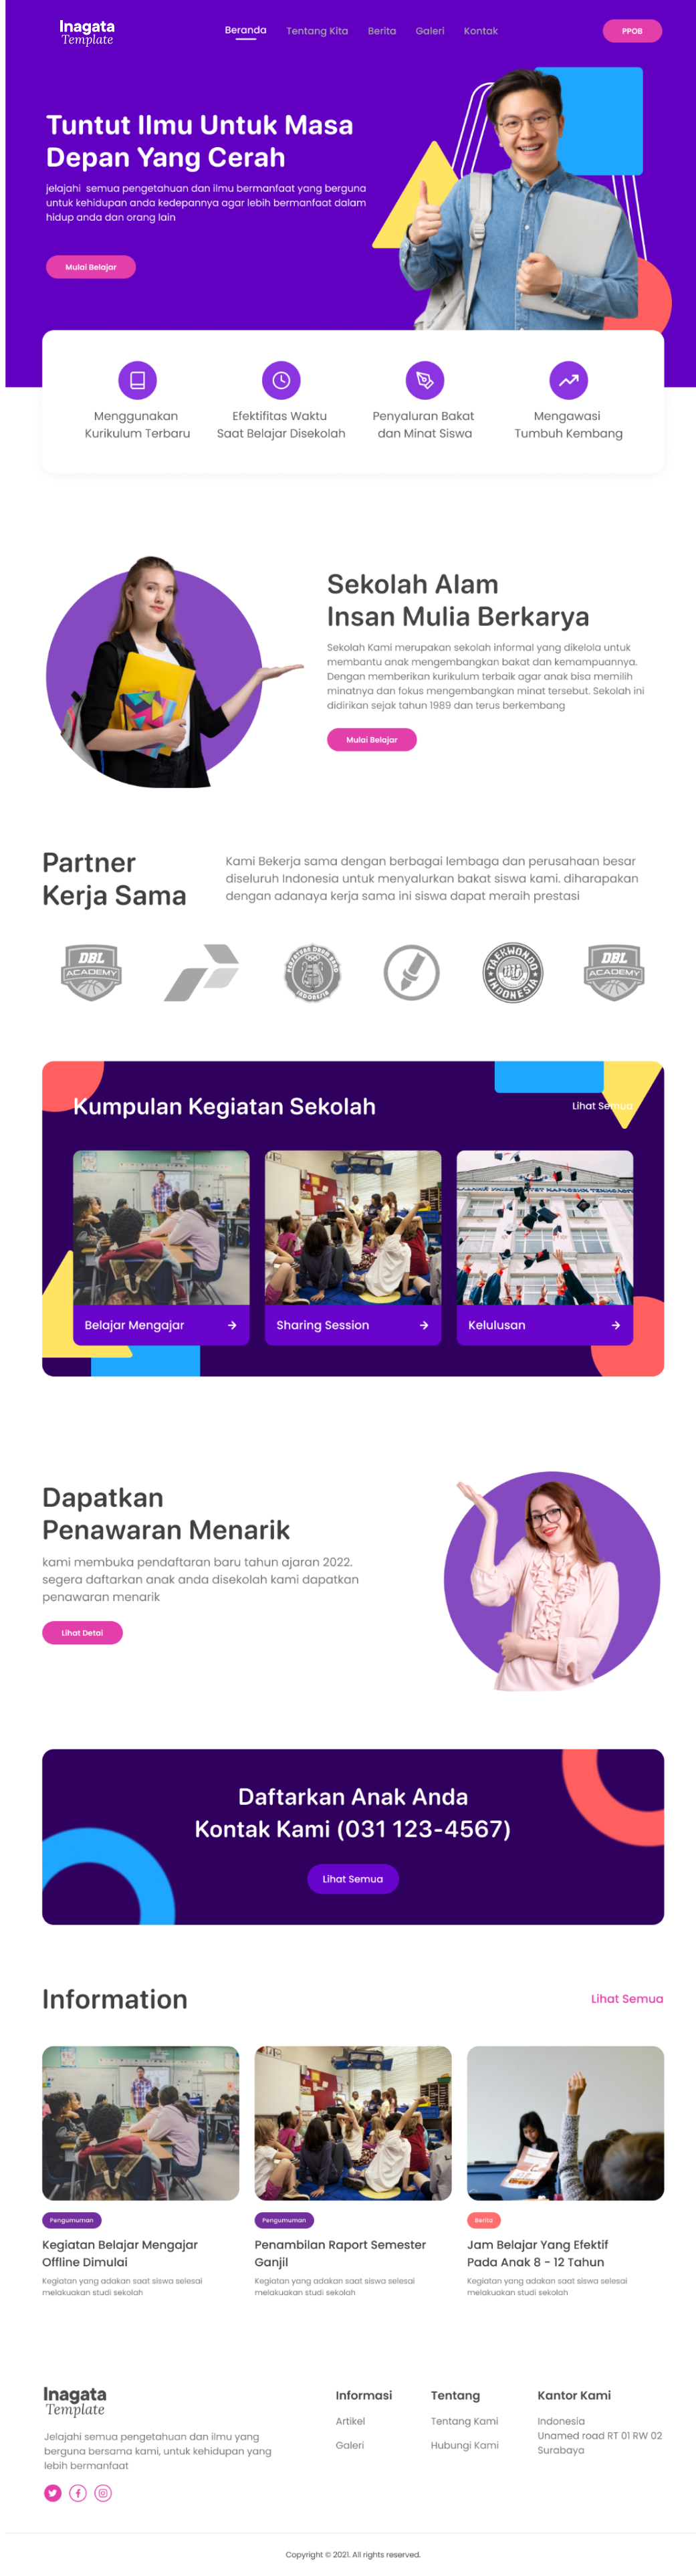 Inagata
Template
Beranda
Tentang Kita
Berita
Galeri
Kontak
PPOB
Tuntut Ilmu Untuk Masa
Depan Yang Cerah
jelajahi semua pengetahuan dan ilmu bermanfaat yang berguna
untuk kehidupan anda kedepannya agar lebih bermanfaat dalam
hidup anda dan orang lain
Mulai Belajar
Menggunakan
Kurikulum Terbaru
Efektifitas Waktu
Saat Belajar Disekolah
Penyaluran Bakat
dan Minat Siswa
Mengawasi
Tumbuh Kembang
Sekolah Alam
Insan Mulia Berkarya
Sekolah Kami merupakan sekolah informal yang dikelola untuk
membantu anak mengembangkan bakat dan kemampuannya.
Dengan memberikan kurikulum terbaik agar anak bisa memilih
minatnya dan fokus mengembangkan minat tersebut. Sekolah ini
didirikan sejak tahun 1989 dan terus berkembang
Mulai Belajar
Partner
Kerja Sama
Kami Bekerja sama dengan berbagai lembaga dan perusahaan besar
diseluruh Indonesia untuk menyalurkan bakat siswa kami. diharapakan
dengan adanaya kerja sama ini siswa dapat meraih prestasi
DBL
ACADEMY
INDONESIA
TAEKWONDO
INDONESIA
DBL
ACADEMY
Kumpulan Kegiatan Sekolah
Lihat Semua
Belajar Mengajar
Sharing Session
Kelulusan
Dapatkan
Penawaran Menarik
kami membuka pendaftaran baru tahun ajaran 2022.
segera daftarkan anak anda disekolah kami dapatkan
penawaran menarik
Lihat Detai
Daftarkan Anak Anda
Kontak Kami (031 123-4567)
Lihat Semua
Information
Lihat Semua
Pengumuman
Kegiatan Belajar Mengajar
Offline Dimulai
Kegiatan yang adakan saat siswa selesai
melakuakan studi sekolah
Pengumuman
Penambilan Raport Semester
Ganjil
Kegiatan yang adakan saat siswa selesai
melakuakan studi sekolah
Berita
Jam Belajar Yang Efektif
Pada Anak 8 - 12 Tahun
Kegiatan yang adakan saat siswa selesai
melakuakan studi sekolah
Inagata
Template
Jelajahi semua pengetahuan dan ilmu yang
berguna bersama kami, untuk kehidupan yang
lebih bermanfaat
Informasi
Artikel
Galeri
Tentang
Tentang Kami
Hubungi Kami
Kantor Kami
Indonesia
Unamed road RT 01 RW 02
Surabaya
Copyright © 2021. All rights reserved.